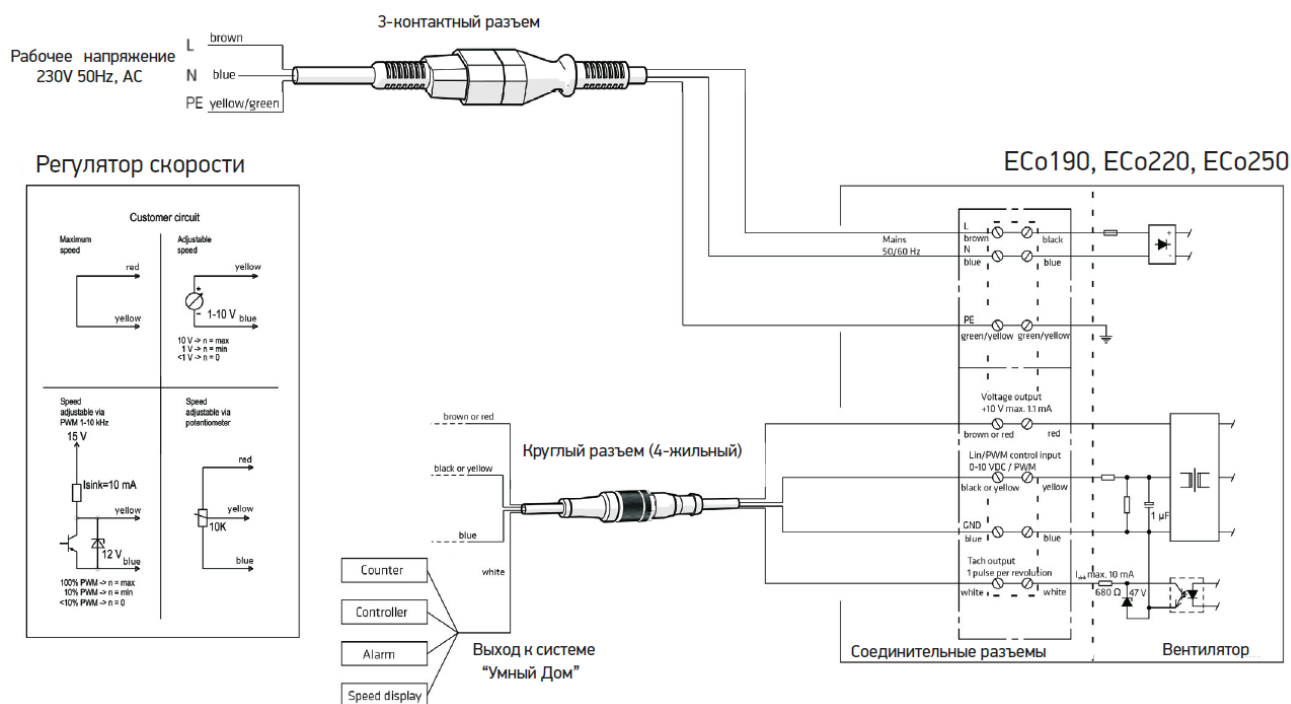 3-контактный разъем
Рабочее напряжение
230V 50Hz, AC
L
brown
N
blue
PE
yellow/green
Регулятор скорости
Customer circuit
Maximum
speed
red
yellow
Adjustable
speed
yellow
+
1-10 V
−
blue
10 V -> n = max
1 V -> n = min
<1 V -> n = 0
Speed
adjustable via
PWM 1-10 kHz
15 V
Isink=10 mA
yellow
12 V
blue
100% PWM -> n = max
10% PWM -> n = min
<10% PWM -> n = 0
Speed
adjustable via
potentiometer
red
yellow
10K
blue
ECo190, ECo220, ECo250
Mains
50/60 Hz
L
brown
black
N
blue
blue
+
-
PE
green/yellow
green/yellow
Voltage output
+10 V max. 1.1 mA
brown or red
red
Lin/PWM control input
0-10 VDC / PWM
black or yellow
yellow
1 µF
GND
blue
blue
Tach output
1 pulse per revolution
white
white
Isink max. 10 mA
680 Ω
47 V
Соединительные разъемы
Вентилятор
brown or red
black or yellow
blue
white
Круглый разъем (4-жильный)
Counter
Controller
Alarm
Speed display
Выход к системе
"Умный Дом"